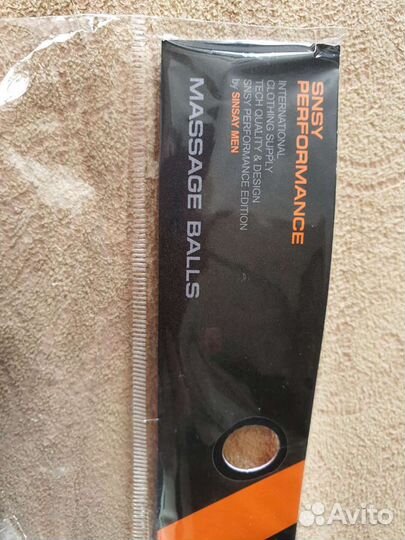 SNSY
PERFORMANCE
INTERNATIONAL
CLOTHING SUPPLY
TECH QUALITY & DESIGN
SNSY PERFORMANCE EDITION
by SINSAY MEN
MASSAGE BALLS
Avito